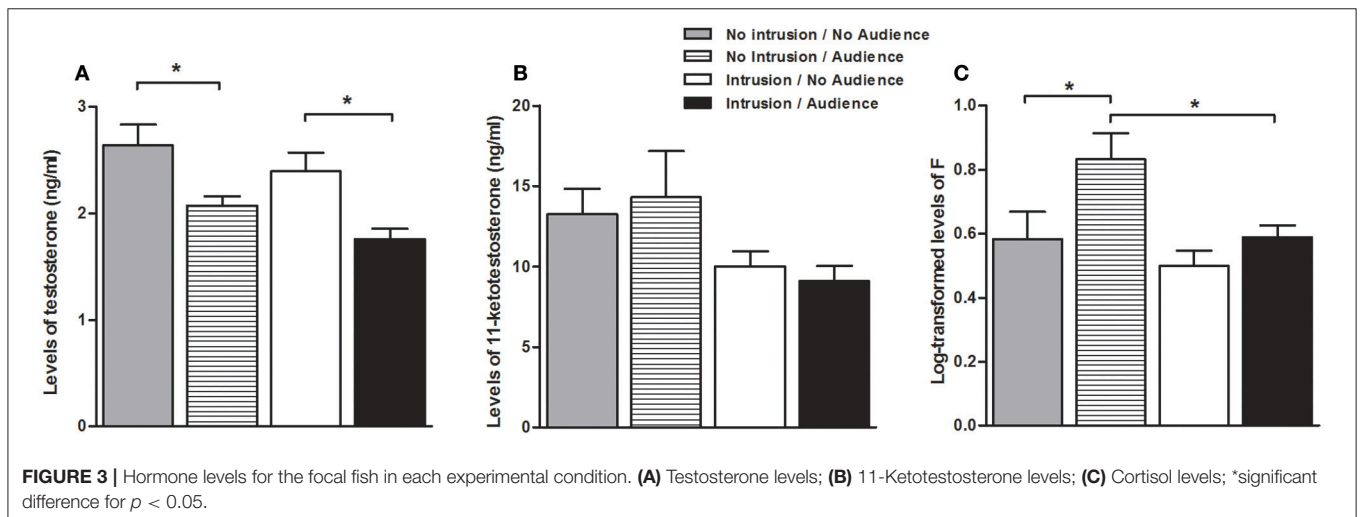 No intrusion / No Audience
No Intrusion / Audience
Intrusion / No Audience
Intrusion / Audience
A
*
*
Levels of testosterone (ng/ml)
3
2
1
0
B
Levels of 11-ketotestosterone (ng/ml)
20
15
10
5
0
C
*
*
Log-transformed levels of F
1.0
0.8
0.6
0.4
0.2
0.0
FIGURE 3 | Hormone levels for the focal fish in each experimental condition. (A) Testosterone levels; (B) 11-Ketotestosterone levels; (C) Cortisol levels; *significant
difference for p < 0.05.